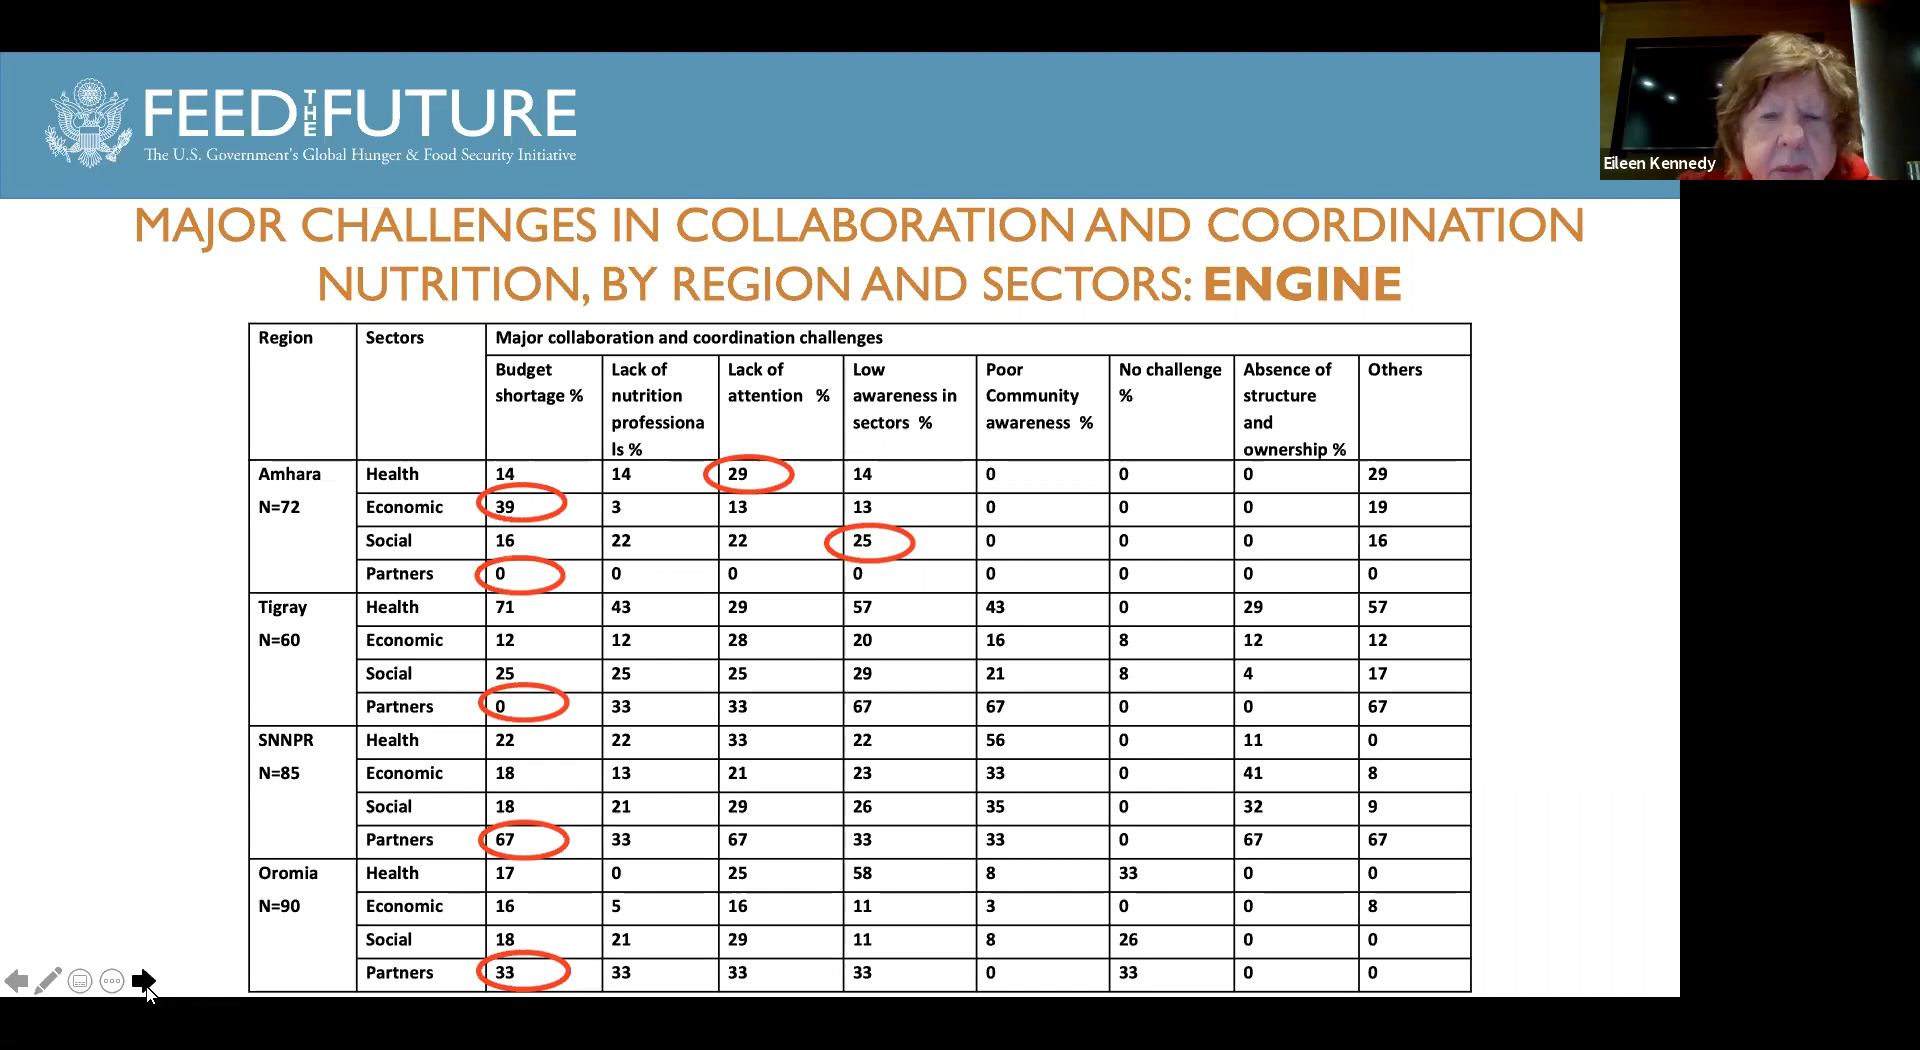 FEED THE FUTURE
The U.S. Government's Global Hunger & Food Security Initiative
Eileen Kennedy
MAJOR CHALLENGES IN COLLABORATION AND COORDINATION
NUTRITION, BY REGION AND SECTORS: ENGINE
Region Sectors Major collaboration and coordination challenges
Budget Lack of Lack of Low Poor No challenge Absence of Others
shortage % nutrition attention % awareness in Community % structure
professiona sectors % awareness % and
ls % ownership %
Amhara Health 14 14 29 14 0 0 0 29
N=72 Economic 39 3 13 13 0 0 0 19
Social 16 22 22 25 0 0 0 16
Partners 0 0 0 0 0 0 0 0
Tigray Health 71 43 29 57 43 0 29 57
N=60 Economic 12 12 28 20 16 8 12 12
Social 25 25 25 29 21 8 4 17
Partners 0 33 33 67 67 0 0 67
SNNPR Health 22 22 33 22 56 0 11 0
N=85 Economic 18 13 21 23 33 0 41 8
Social 18 21 29 26 35 0 32 9
Partners 67 33 67 33 33 0 67 67
Oromia Health 17 0 25 58 8 33 0 0
N=90 Economic 16 5 16 11 3 0 0 8
Social 18 21 29 11 8 26 0 0
Partners 33 33 33 33 0 33 0 0